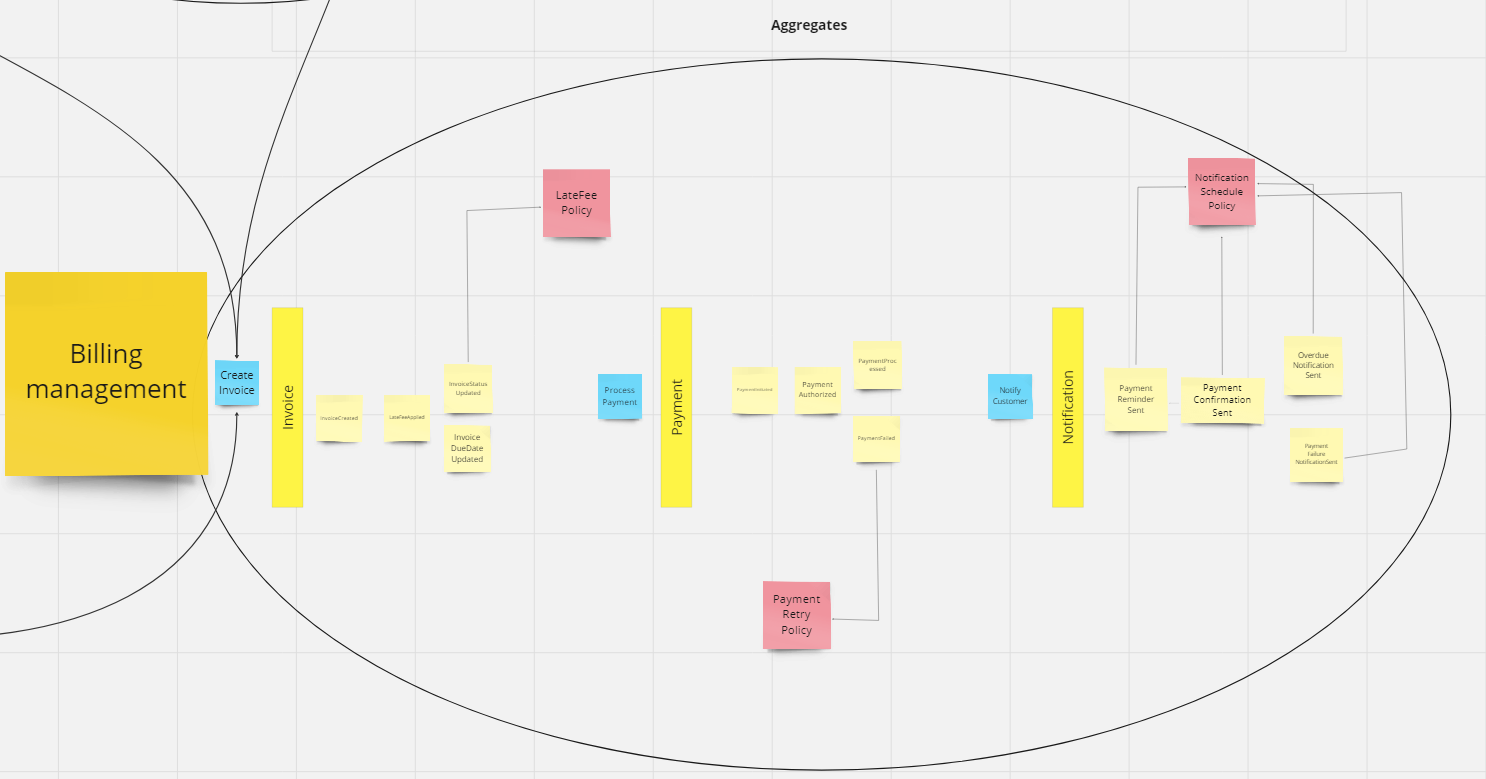 Aggregates
Billing
management
Create
Invoice
Invoice
InvoiceCreated
LateFeeApplied
InvoiceStatus
Updated
Invoice
DueDate
Updated
LateFee
Policy
Process
Payment
Payment
PaymentInitiated
Payment
Authorized
PaymentProc
essed
PaymentFailed
Payment
Retry
Policy
Notify
Customer
Notification
Payment
Reminder
Sent
Payment
Confirmation
Sent
Overdue
Notification
Sent
Payment
Failure
NotificationSent
Notification
Schedule
Policy